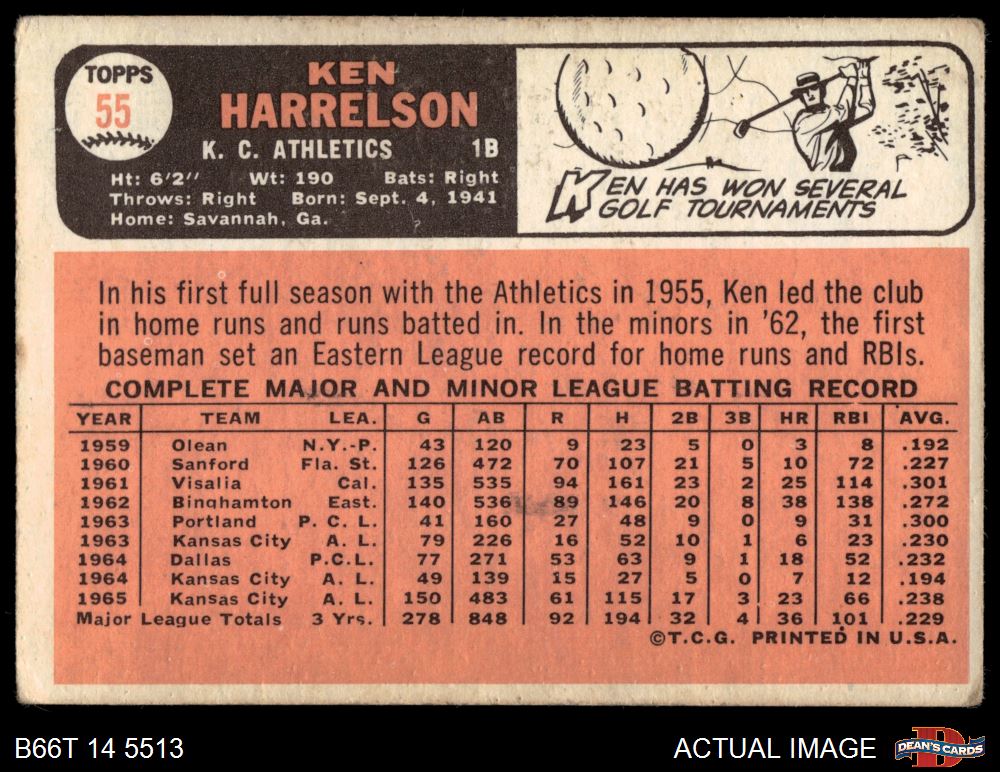 TOPPS
55
KEN
HARRELSON
K. C. ATHLETICS 1B
Ht: 6'2" Wt: 190 Bats: Right
Throws: Right Born: Sept. 4, 1941
Home: Savannah, Ga.
KEN HAS WON SEVERAL
GOLF TOURNAMENTS
In his first full season with the Athletics in 1955, Ken led the club
in home runs and runs batted in. In the minors in '62, the first
baseman set an Eastern League record for home runs and RBIs.
COMPLETE MAJOR AND MINOR LEAGUE BATTING RECORD
YEAR TEAM LEA. G AB R H 2B 3B HR RBI AVG.
1959 Olean N.Y.-P. 43 120 9 23 5 0 3 8 .192
1960 Sanford Fla. St. 126 472 70 107 21 5 10 72 .227
1961 Visalia Cal. 135 535 94 161 23 2 25 114 .301
1962 Binghamton East. 140 536 89 146 20 8 38 138 .272
1963 Portland P. C. L. 41 160 27 48 9 0 9 31 .300
1963 Kansas City A. L. 79 226 16 52 10 1 6 23 .230
1964 Dallas P.C.L. 77 271 53 63 9 1 18 52 .232
1964 Kansas City A. L. 49 139 15 27 5 0 7 12 .194
1965 Kansas City A. L. 150 483 61 115 17 3 23 66 .238
Major League Totals 3 Yrs. 278 848 92 194 32 4 36 101 .229
©T.C.G. PRINTED IN U.S.A.
B66T 14 5513 ACTUAL IMAGE DEAN'S CARDS